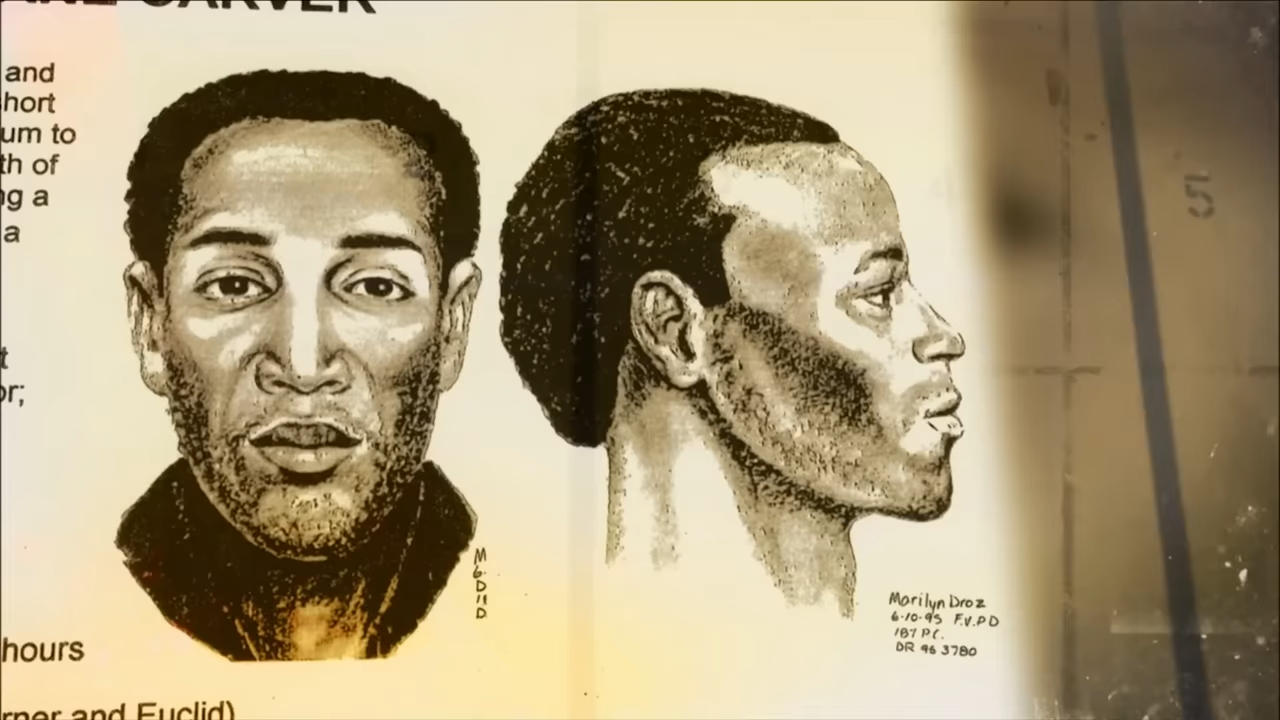 CARVER
and
hort
um to
th of
ng a
a
t
or;
hours
rner and Euclid)
M
6
D
11
D
Marilyn Droz
6-10-95 F.V.P.D
187 P.C.
DR 96 3780
5